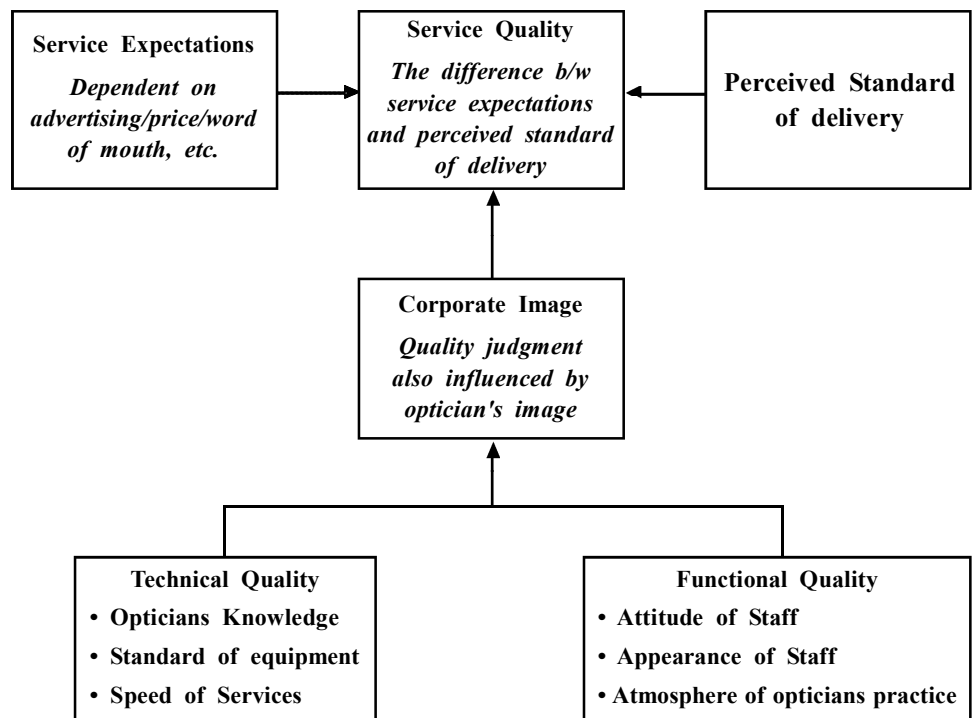 Service Expectations
Dependent on
advertising/price/word
of mouth, etc.
Service Quality
The difference b/w
service expectations
and perceived standard
of delivery
Perceived Standard
of delivery
Corporate Image
Quality judgment
also influenced by
optician's image
Technical Quality
• Opticians Knowledge
• Standard of equipment
• Speed of Services
Functional Quality
• Attitude of Staff
• Appearance of Staff
• Atmosphere of opticians practice